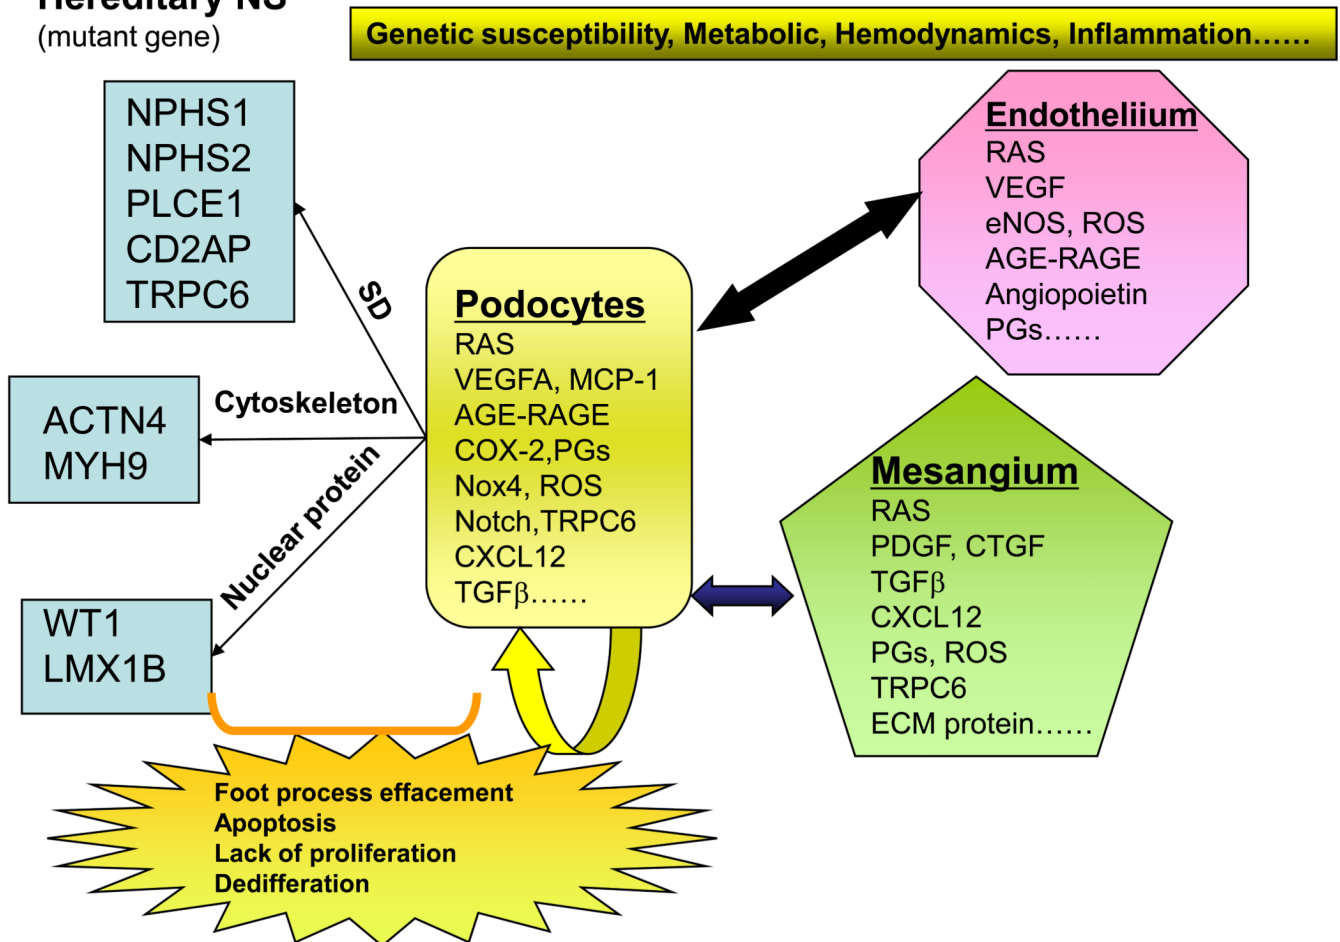 Hereditary NS
(mutant gene)
Genetic susceptibility, Metabolic, Hemodynamics, Inflammation……
NPHS1
NPHS2
PLCE1
CD2AP
TRPC6
SD
Cytoskeleton
ACTN4
MYH9
Nuclear protein
WT1
LMX1B
Podocytes
RAS
VEGFA, MCP-1
AGE-RAGE
COX-2,PGs
Nox4, ROS
Notch,TRPC6
CXCL12
TGFβ……
Endotheliium
RAS
VEGF
eNOS, ROS
AGE-RAGE
Angiopoietin
PGs……
Mesangium
RAS
PDGF, CTGF
TGFβ
CXCL12
PGs, ROS
TRPC6
ECM protein……
Foot process effacement
Apoptosis
Lack of proliferation
Dedifferation